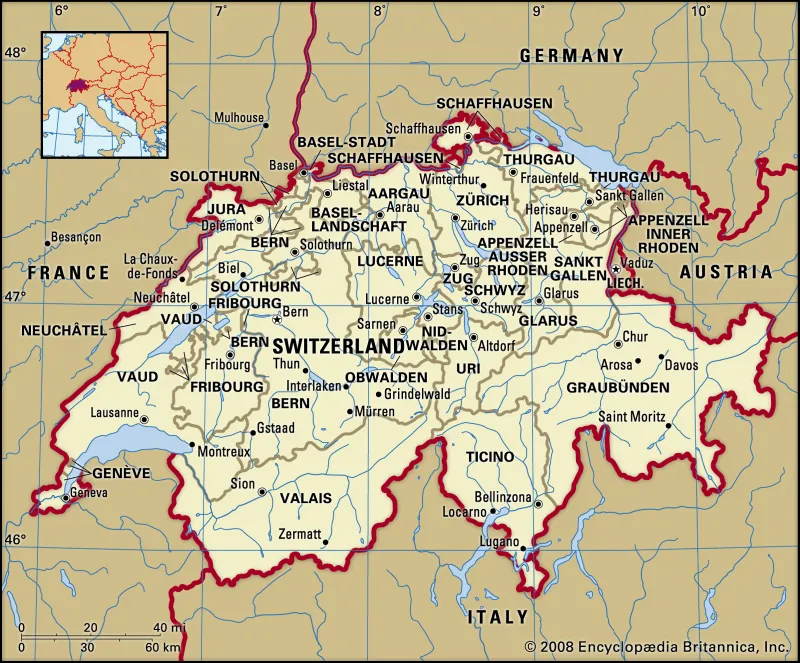 6°
7°
8°
9°
10°
48°
GERMANY
SCHAFFHAUSEN
Mulhouse
Schaffhausen
BASEL-STADT
SCHAFFHAUSEN
THURGAU
Basel
SOLOTHURN
Winterthur
Frauenfeld
THURGAU
Liestal
AARGAU
ZÜRICH
Sankt Gallen
JURA
BASEL-
LANDSCHAFT
Aarau
Herisau
Delémont
Zürich
Appenzell
APPENZELL
INNER
RHODEN
Besançon
BERN
Solothurn
APPENZELL
AUSSER
RHODEN
La Chaux-
de-Fonds
LUCERNE
Zug
SANKT
GALLEN
Vaduz
FRANCE
Biel
ZUG
LIECH.
AUSTRIA
SOLOTHURN
SCHWYZ
47°
Neuchâtel
FRIBOURG
Lucerne
Schwyz
Glarus
NEUCHÂTEL
VAUD
Bern
Stans
GLARUS
Sarnen
NID-
WALDEN
BERN
SWITZERLAND
Altdorf
Chur
Fribourg
Thun
URI
Arosa
Davos
VAUD
FRIBOURG
Interlaken
OBWALDEN
GRAUBÜNDEN
Grindelwald
BERN
Lausanne
Mürren
Saint Moritz
Gstaad
Montreux
TICINO
GENÈVE
Sion
VALAIS
Geneva
Bellinzona
Locarno
Zermatt
Lugano
46°
ITALY
0 20 40 mi
0 30 60 km
© 2008 Encyclopædia Britannica, Inc.